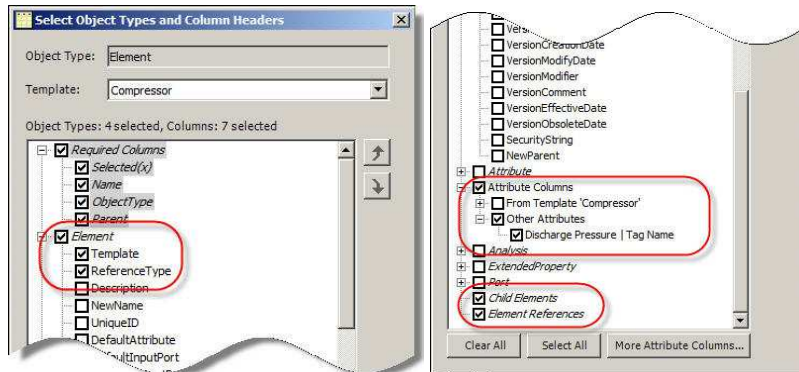 Select Object Types and Column Headers
Object Type: Element
Template: Compressor
Object Types: 4 selected, Columns: 7 selected
Required Columns
Selected(x)
Name
ObjectType
Parent
Element
Template
ReferenceType
Description
NewName
UniqueID
DefaultAttribute
VersionCreationDate
VersionModifyDate
VersionModifier
VersionComment
VersionEffectiveDate
VersionObsoleteDate
SecurityString
NewParent
Attribute
Attribute Columns
From Template 'Compressor'
Other Attributes
Discharge Pressure | Tag Name
Analysis
ExtendedProperty
Port
Child Elements
Element References
Clear All
Select All
More Attribute Columns...